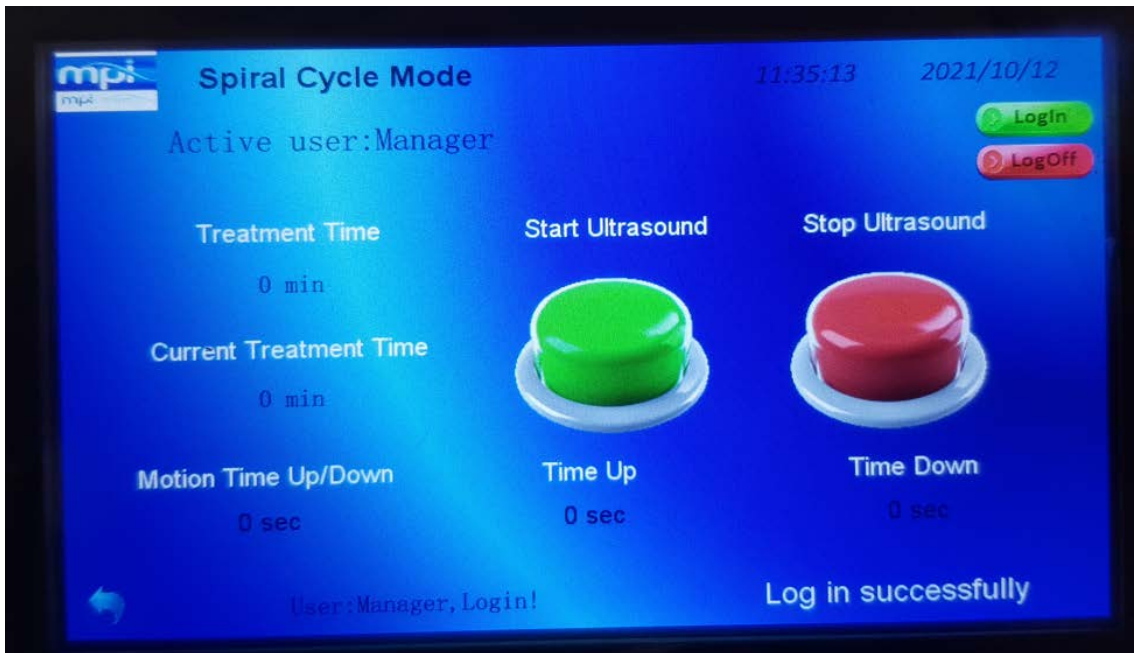 mpi
mpi
Spiral Cycle Mode
11:35:13
2021/10/12
Active user:Manager
LogIn
LogOff
Treatment Time
Start Ultrasound
Stop Ultrasound
0 min
Current Treatment Time
0 min
Motion Time Up/Down
Time Up
Time Down
0 sec
0 sec
0 sec
User:Manager,Login!
Log in successfully